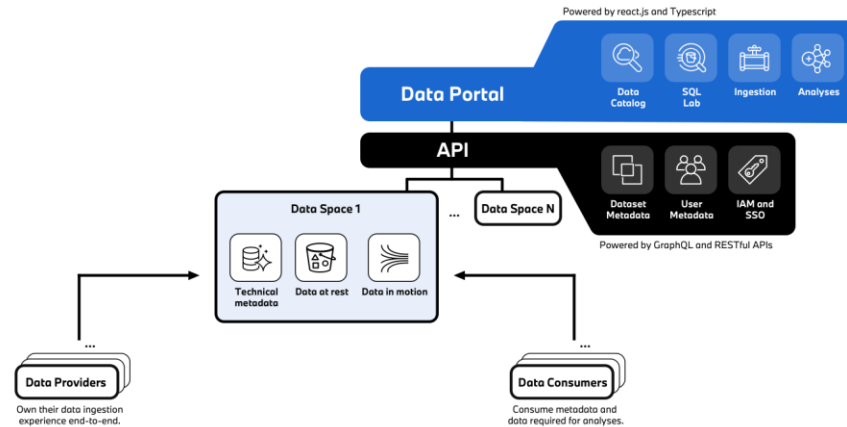 Powered by react.js and Typescript
Data Portal
Data
Catalog
SQL
Lab
Ingestion
Analyses
API
Dataset
Metadata
User
Metadata
IAM and
SSO
Powered by GraphQL and RESTful APIs
Data Space 1
...
Data Space N
Technical
metadata
Data at rest
Data in motion
...
Data Providers
Own their data ingestion
experience end-to-end.
...
Data Consumers
Consume metadata and
data required for analyses.